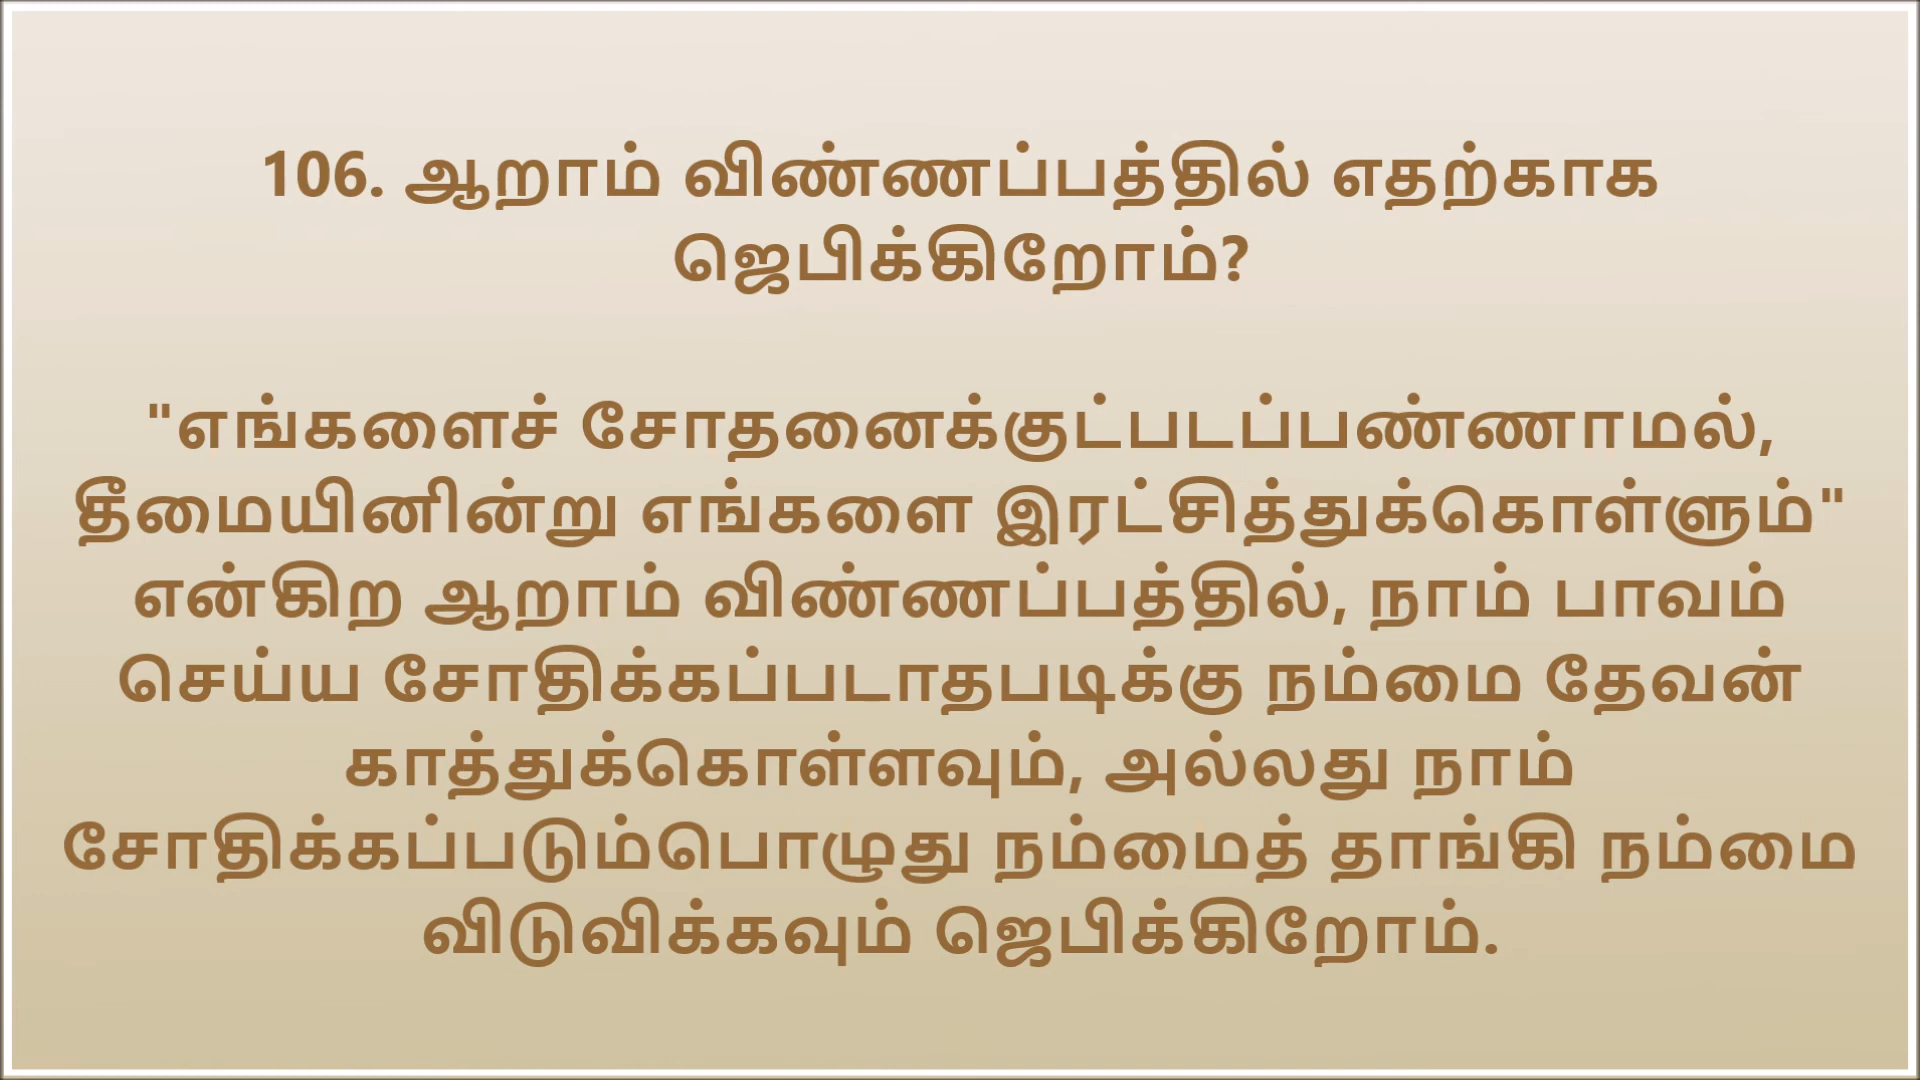 106. ஆறாம் விண்ணப்பத்தில் எதற்காக
ஜெபிக்கிறோம்?
"எங்களைச் சோதனைக்குட்படப்பண்ணாமல்,
தீமையினின்று எங்களை இரட்சித்துக்கொள்ளும்"
என்கிற ஆறாம் விண்ணப்பத்தில், நாம் பாவம்
செய்ய சோதிக்கப்படாதபடிக்கு நம்மை தேவன்
காத்துக்கொள்ளவும், அல்லது நாம்
சோதிக்கப்படும்பொழுது நம்மைத் தாங்கி நம்மை
விடுவிக்கவும் ஜெபிக்கிறோம்.